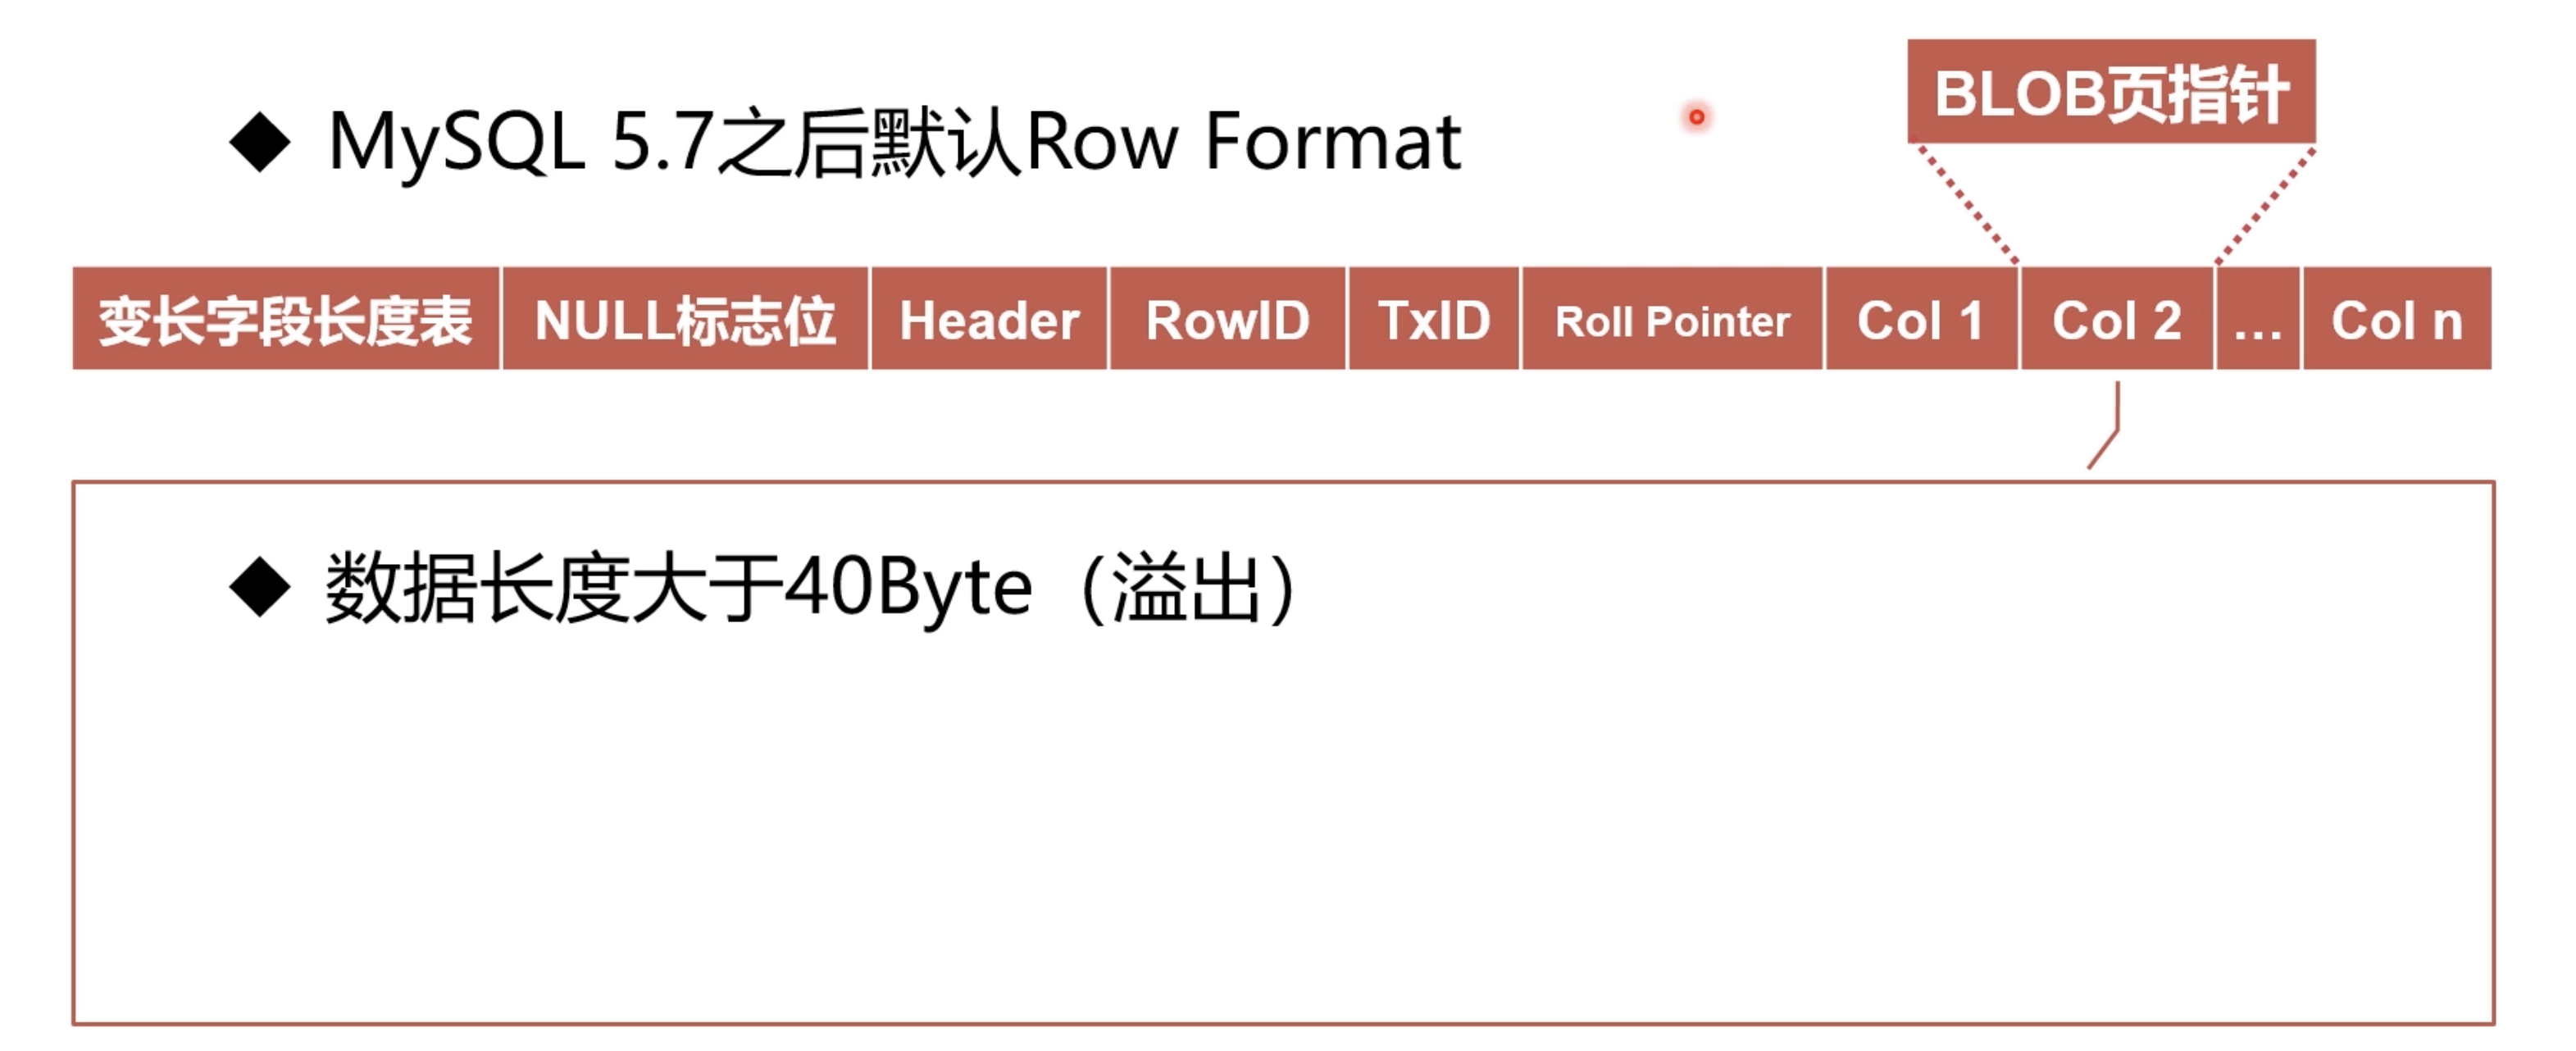 BLOB页指针
MySQL 5.7之后默认Row Format
变长字段长度表 NULL标志位 Header RowID TxID Roll Pointer Col 1 Col 2 ... Col n
数据长度大于40Byte（溢出）